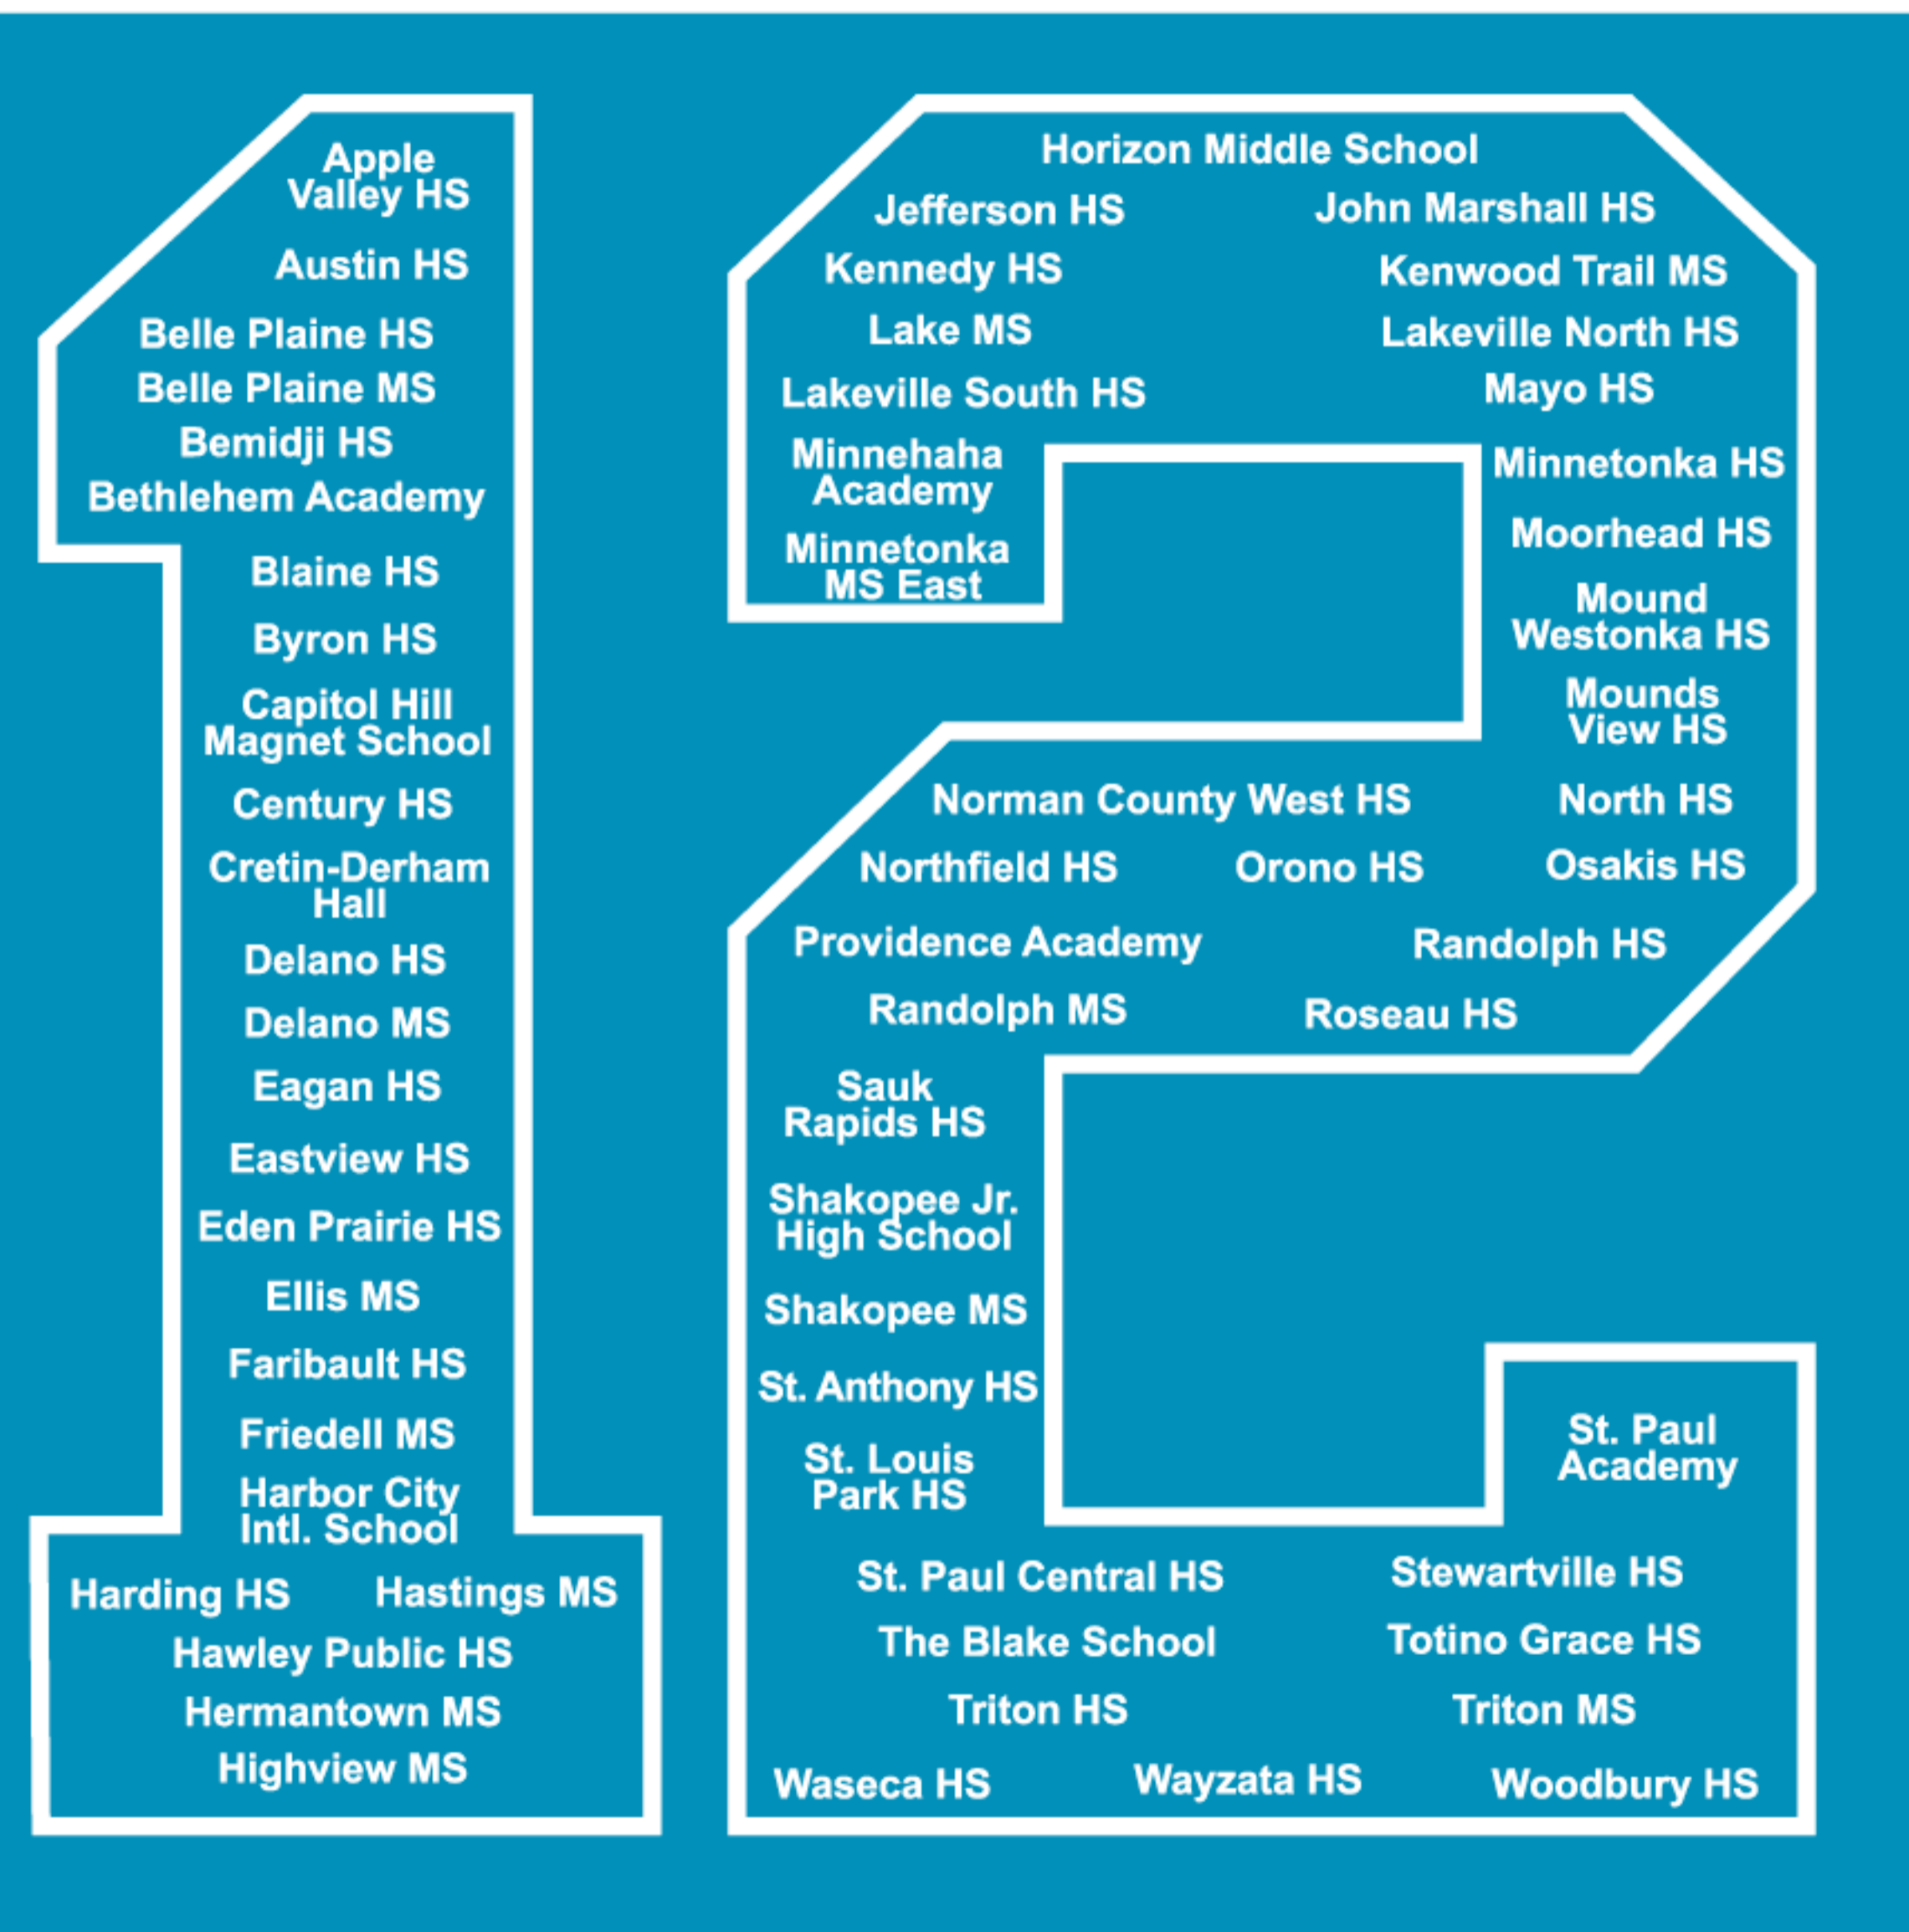 Apple
Valley HS
Austin HS
Belle Plaine HS
Belle Plaine MS
Bemidji HS
Bethlehem Academy
Blaine HS
Byron HS
Capitol Hill
Magnet School
Century HS
Cretin-Derham
Hall
Delano HS
Delano MS
Eagan HS
Eastview HS
Eden Prairie HS
Ellis MS
Faribault HS
Friedell MS
Harbor City
Intl. School
Harding HS Hastings MS
Hawley Public HS
Hermantown MS
Highview MS
Horizon Middle School
Jefferson HS John Marshall HS
Kennedy HS Kenwood Trail MS
Lake MS Lakeville North HS
Lakeville South HS Mayo HS
Minnehaha
Academy
Minnetonka HS
Minnetonka
MS East
Moorhead HS
Mound
Westonka HS
Mounds
View HS
Norman County West HS North HS
Northfield HS Orono HS Osakis HS
Providence Academy Randolph HS
Randolph MS Roseau HS
Sauk
Rapids HS
Shakopee Jr.
High School
Shakopee MS
St. Anthony HS
St. Louis
Park HS
St. Paul
Academy
St. Paul Central HS Stewartville HS
The Blake School Totino Grace HS
Triton HS Triton MS
Waseca HS Wayzata HS Woodbury HS